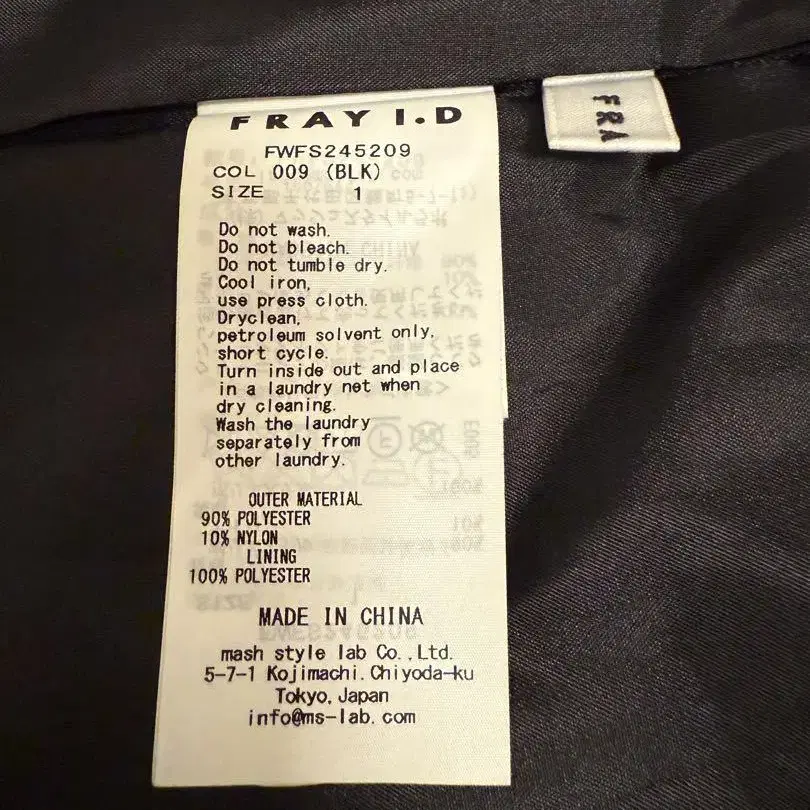 FRAY I.D
FWFS245209
COL 009 (BLK)
SIZE 1
Do not wash.
Do not bleach.
Do not tumble dry.
Cool iron,
use press cloth.
Dryclean,
petroleum solvent only,
short cycle.
Turn inside out and place
in a laundry net when
dry cleaning.
Wash the laundry
separately from
other laundry.
OUTER MATERIAL
90% POLYESTER
10% NYLON
LINING
100% POLYESTER
MADE IN CHINA
mash style lab Co.,Ltd.
5-7-1 Kojimachi.Chiyoda-ku
Tokyo,Japan
info@ms-lab.com
FRA